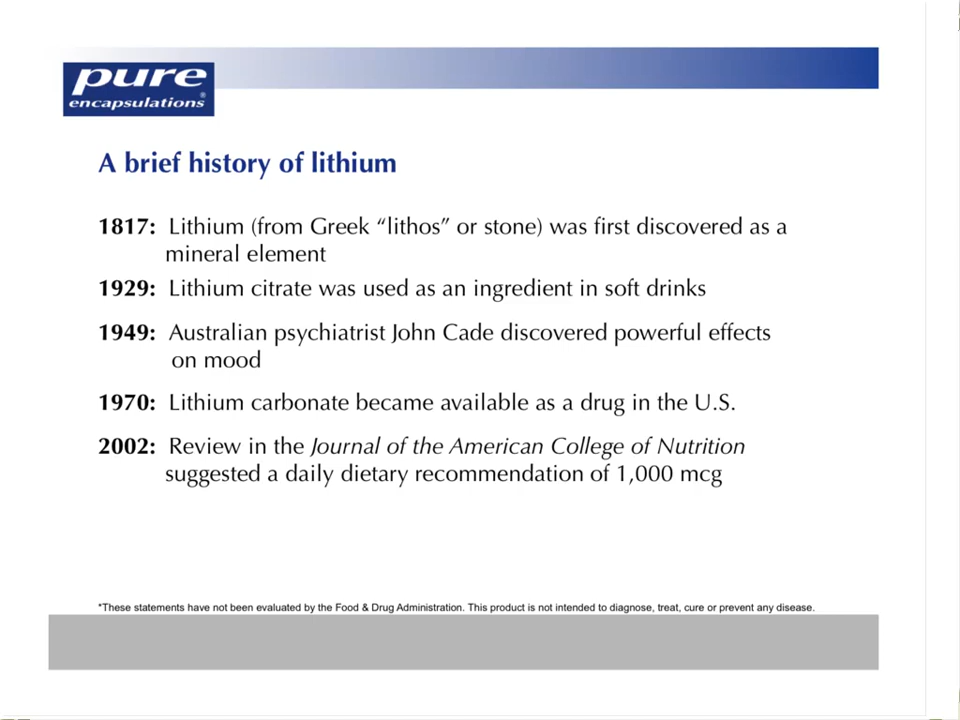 pure
encapsulations®
A brief history of lithium
1817: Lithium (from Greek “lithos” or stone) was first discovered as a
mineral element
1929: Lithium citrate was used as an ingredient in soft drinks
1949: Australian psychiatrist John Cade discovered powerful effects
on mood
1970: Lithium carbonate became available as a drug in the U.S.
2002: Review in the Journal of the American College of Nutrition
suggested a daily dietary recommendation of 1,000 mcg
*These statements have not been evaluated by the Food & Drug Administration. This product is not intended to diagnose, treat, cure or prevent any disease.